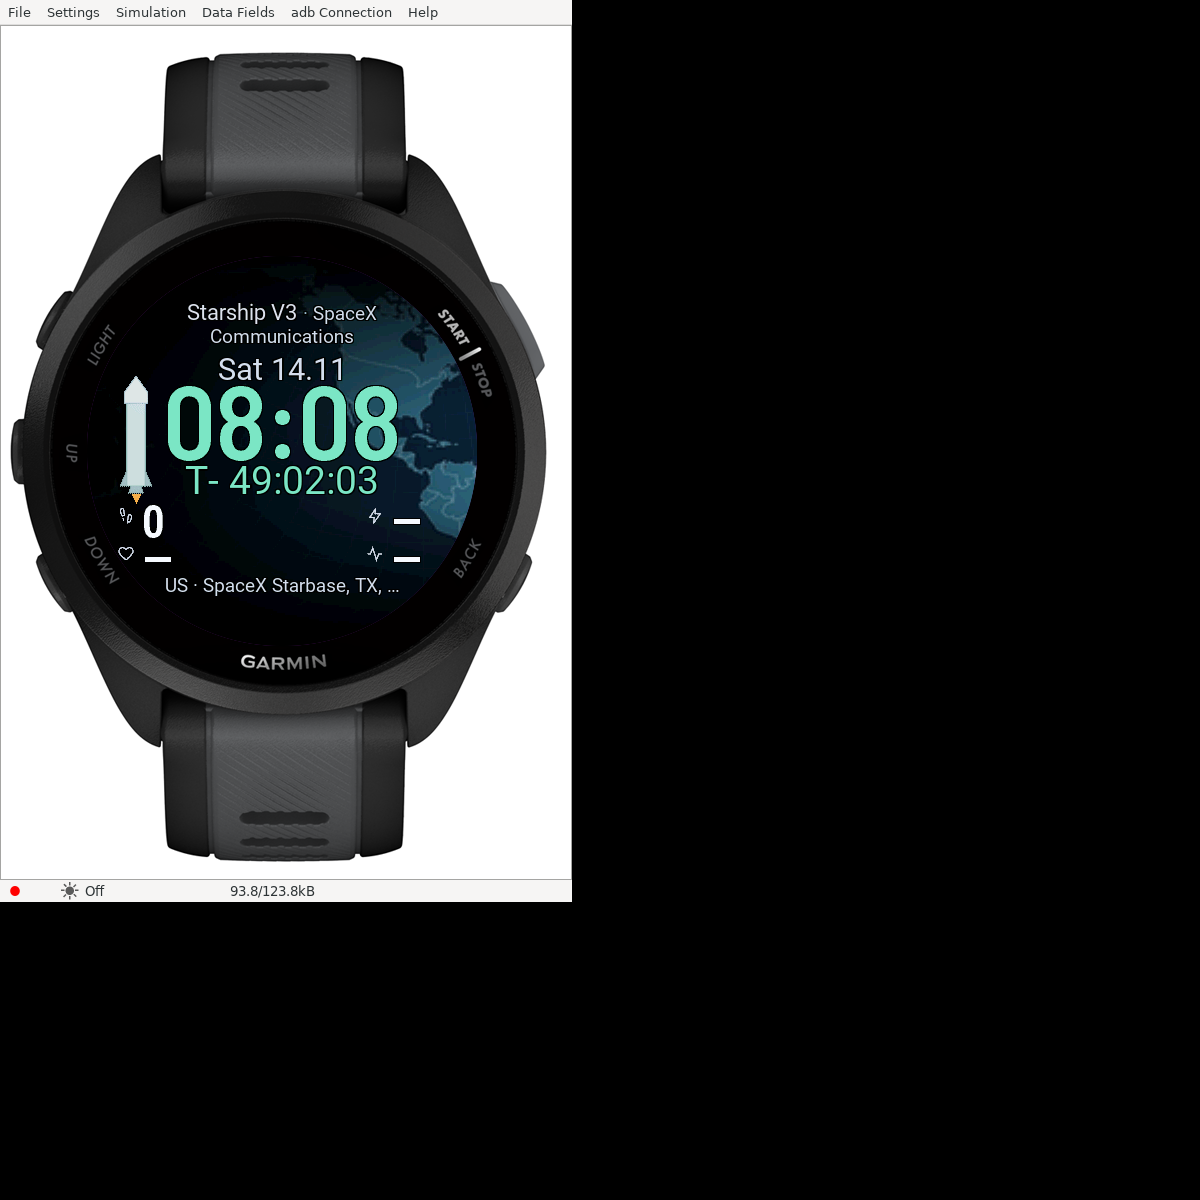 File Settings Simulation Data Fields adb Connection Help
Starship V3 · SpaceX
Communications
Sat 14.11
08:08
T- 49:02:03
0
US · SpaceX Starbase, TX, ...
LIGHT
UP
DOWN
START
STOP
BACK
GARMIN
Off 93.8/123.8kB